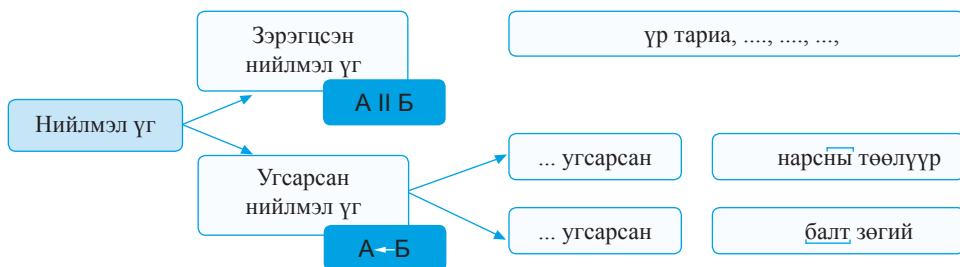 Зэрэгцсэн
нийлмэл үг
А II Б
үр тариа, ...., ...., ...,
Нийлмэл үг
Угсарсан
нийлмэл үг
А Б
... угсарсан
нарсны төөлүүр
... угсарсан
балт зөгий